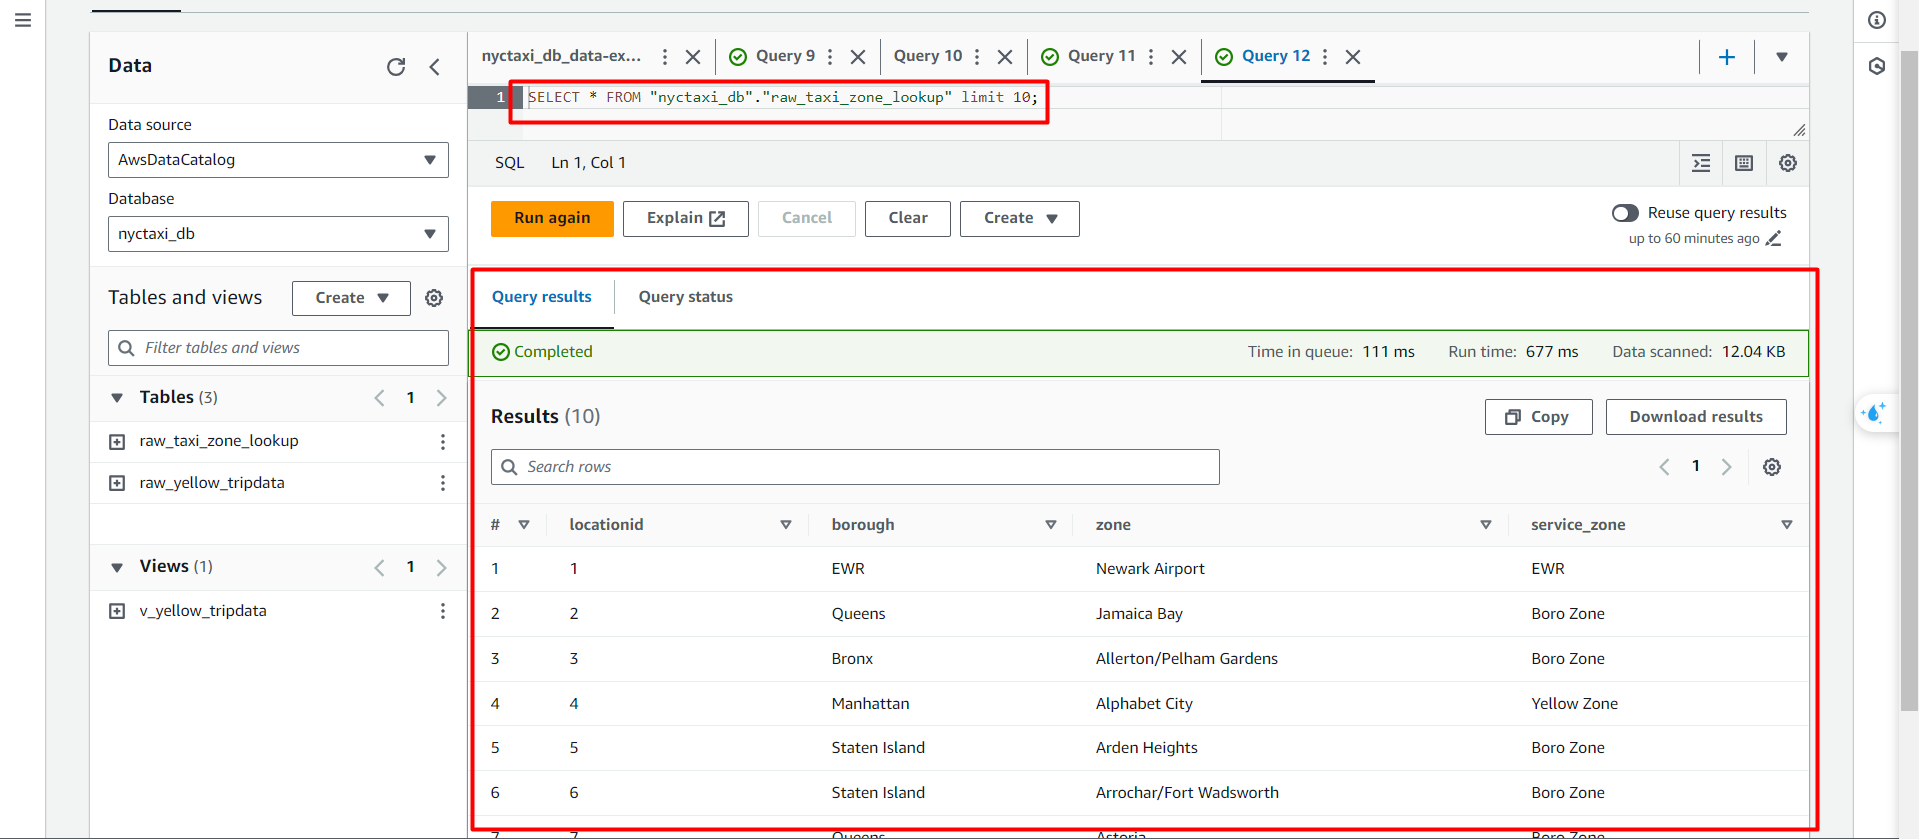 Data
Data source
AwsDataCatalog
Database
nyctaxi_db
Tables and views
Create
Filter tables and views
Tables (3)
1
raw_taxi_zone_lookup
raw_yellow_tripdata
Views (1)
1
v_yellow_tripdata
nyctaxi_db_data-ex...
Query 9
Query 10
Query 11
Query 12
1 SELECT * FROM "nyctaxi_db"."raw_taxi_zone_lookup" limit 10;
SQL Ln 1, Col 1
Run again Explain Cancel Clear Create
Reuse query results
up to 60 minutes ago
Query results Query status
Completed Time in queue: 111 ms Run time: 677 ms Data scanned: 12.04 KB
Results (10)
Copy Download results
Search rows
1
# locationid borough zone service_zone
1 1 EWR Newark Airport EWR
2 2 Queens Jamaica Bay Boro Zone
3 3 Bronx Allerton/Pelham Gardens Boro Zone
4 4 Manhattan Alphabet City Yellow Zone
5 5 Staten Island Arden Heights Boro Zone
6 6 Staten Island Arrochar/Fort Wadsworth Boro Zone
7 7 Queens Astoria Boro Zone